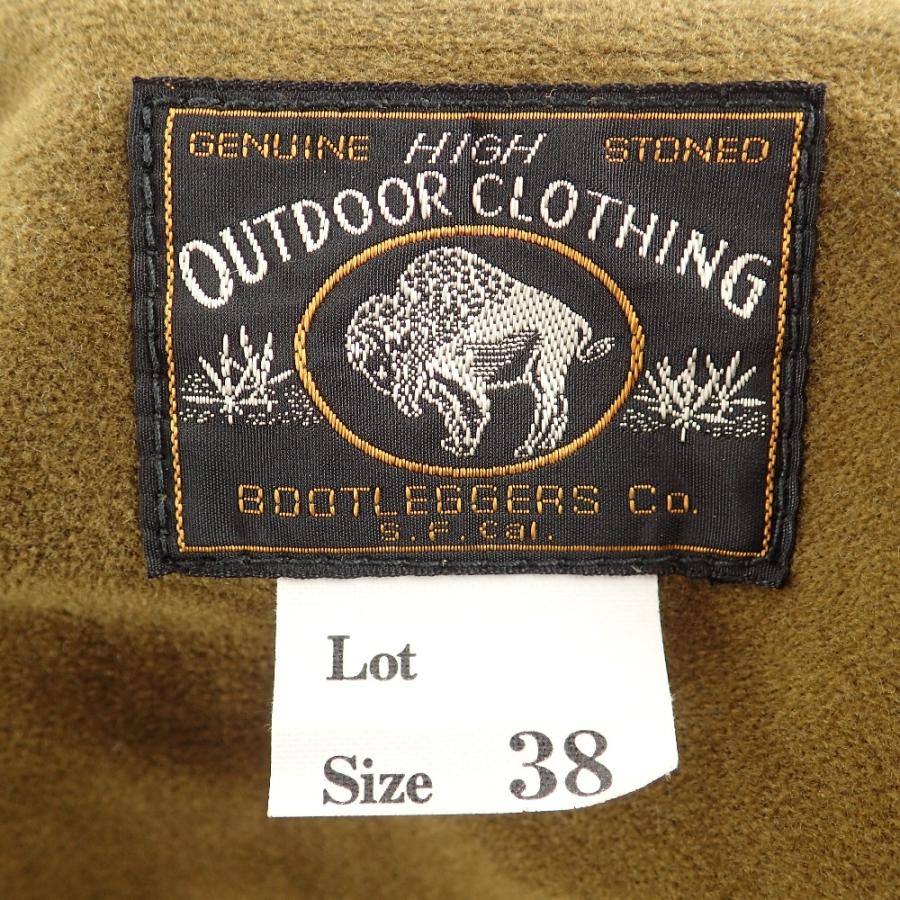 GENUINE HIGH STONED
OUTDOOR CLOTHING
BOOTLEGGERS Co.
S.F. Cal.
Lot
Size 38